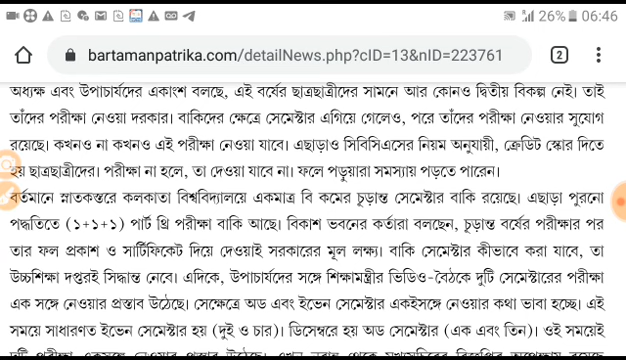 26% 06:46
bartamanpatrika.com/detailNews.php?cID=13&nID=223761 2
অধ্যক্ষ এবং উপাচার্যদের একাংশ বলছে, এই বর্ষের ছাত্রছাত্রীদের সামনে আর কোনও দ্বিতীয় বিকল্প নেই। তাই
তাঁদের পরীক্ষা নেওয়া দরকার। বাকিদের ক্ষেত্রে সেমেস্টার এগিয়ে গেলেও, পরে তাঁদের পরীক্ষা নেওয়ার সুযোগ
রয়েছে। কখনও না কখনও এই পরীক্ষা নেওয়া যাবে। এছাড়াও সিবিসিএসের নিয়ম অনুযায়ী, ক্রেডিট স্কোর দিতে
হয় ছাত্রছাত্রীদের। পরীক্ষা না হলে, তা দেওয়া যাবে না। ফলে পড়ুয়ারা সমস্যায় পড়তে পারেন।
বর্তমানে স্নাতকস্তরে কলকাতা বিশ্ববিদ্যালয়ে একমাত্র বি কমের চূড়ান্ত সেমেস্টার বাকি রয়েছে। এছাড়া পুরনো
পদ্ধতিতে (১+১+১) পার্ট থ্রি পরীক্ষা বাকি আছে। বিকাশ ভবনের কর্তারা বলছেন, চূড়ান্ত বর্ষের পরীক্ষার পর
তার ফল প্রকাশ ও সার্টিফিকেট দিয়ে দেওয়াই সরকারের মূল লক্ষ্য। বাকি সেমেস্টার কীভাবে করা যাবে, তা
উচ্চশিক্ষা দপ্তরই সিদ্ধান্ত নেবে। এদিকে, উপাচার্যদের সঙ্গে শিক্ষামন্ত্রীর ভিডিও-বৈঠকে দুটি সেমেস্টারের পরীক্ষা
এক সঙ্গে নেওয়ার প্রস্তাব উঠেছে। সেক্ষেত্রে অড এবং ইভেন সেমেস্টার একইসঙ্গে নেওয়ার কথা ভাবা হচ্ছে। এই
সময়ে সাধারণত ইভেন সেমেস্টার হয় (দুই ও চার)। ডিসেম্বরে হয় অড সেমেস্টার (এক এবং তিন)। ওই সময়েই